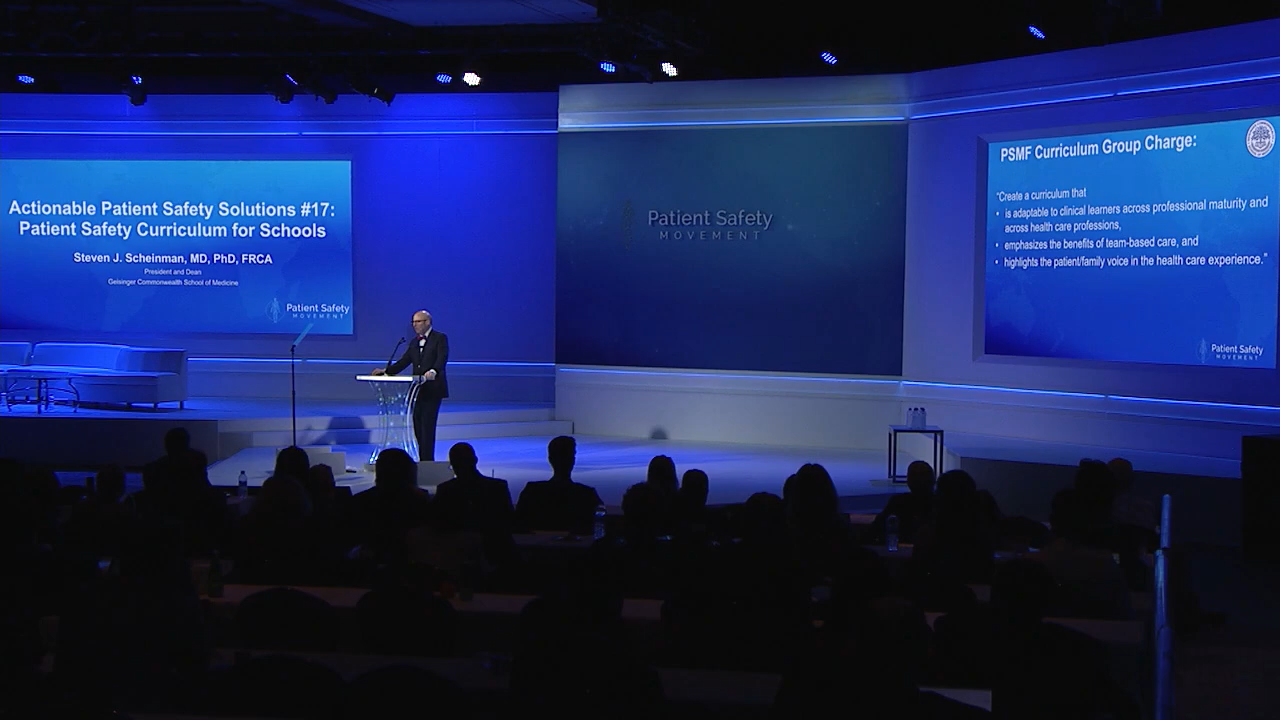 Actionable Patient Safety Solutions #17:
Patient Safety Curriculum for Schools
Steven J. Scheinman, MD, PhD, FRCA
President and Dean
Geisinger Commonwealth School of Medicine
Patient Safety
MOVEMENT
Patient Safety
MOVEMENT
PSMF Curriculum Group Charge:
"Create a curriculum that
• is adaptable to clinical learners across professional maturity and
across health care professions,
• emphasizes the benefits of team-based care, and
• highlights the patient/family voice in the health care experience."
Patient Safety
MOVEMENT